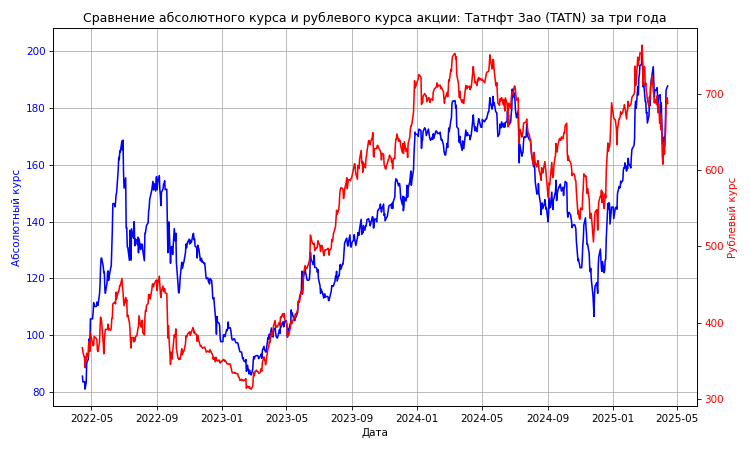 Сравнение абсолютного курса и рублевого курса акции: Татнфт 3ао (TATN) за три года
200
180
160
140
120
100
80
Абсолютный курс
700
600
500
400
300
Рублевый курс
2022-05 2022-09 2023-01 2023-05 2023-09 2024-01 2024-05 2024-09 2025-01 2025-05
Дата